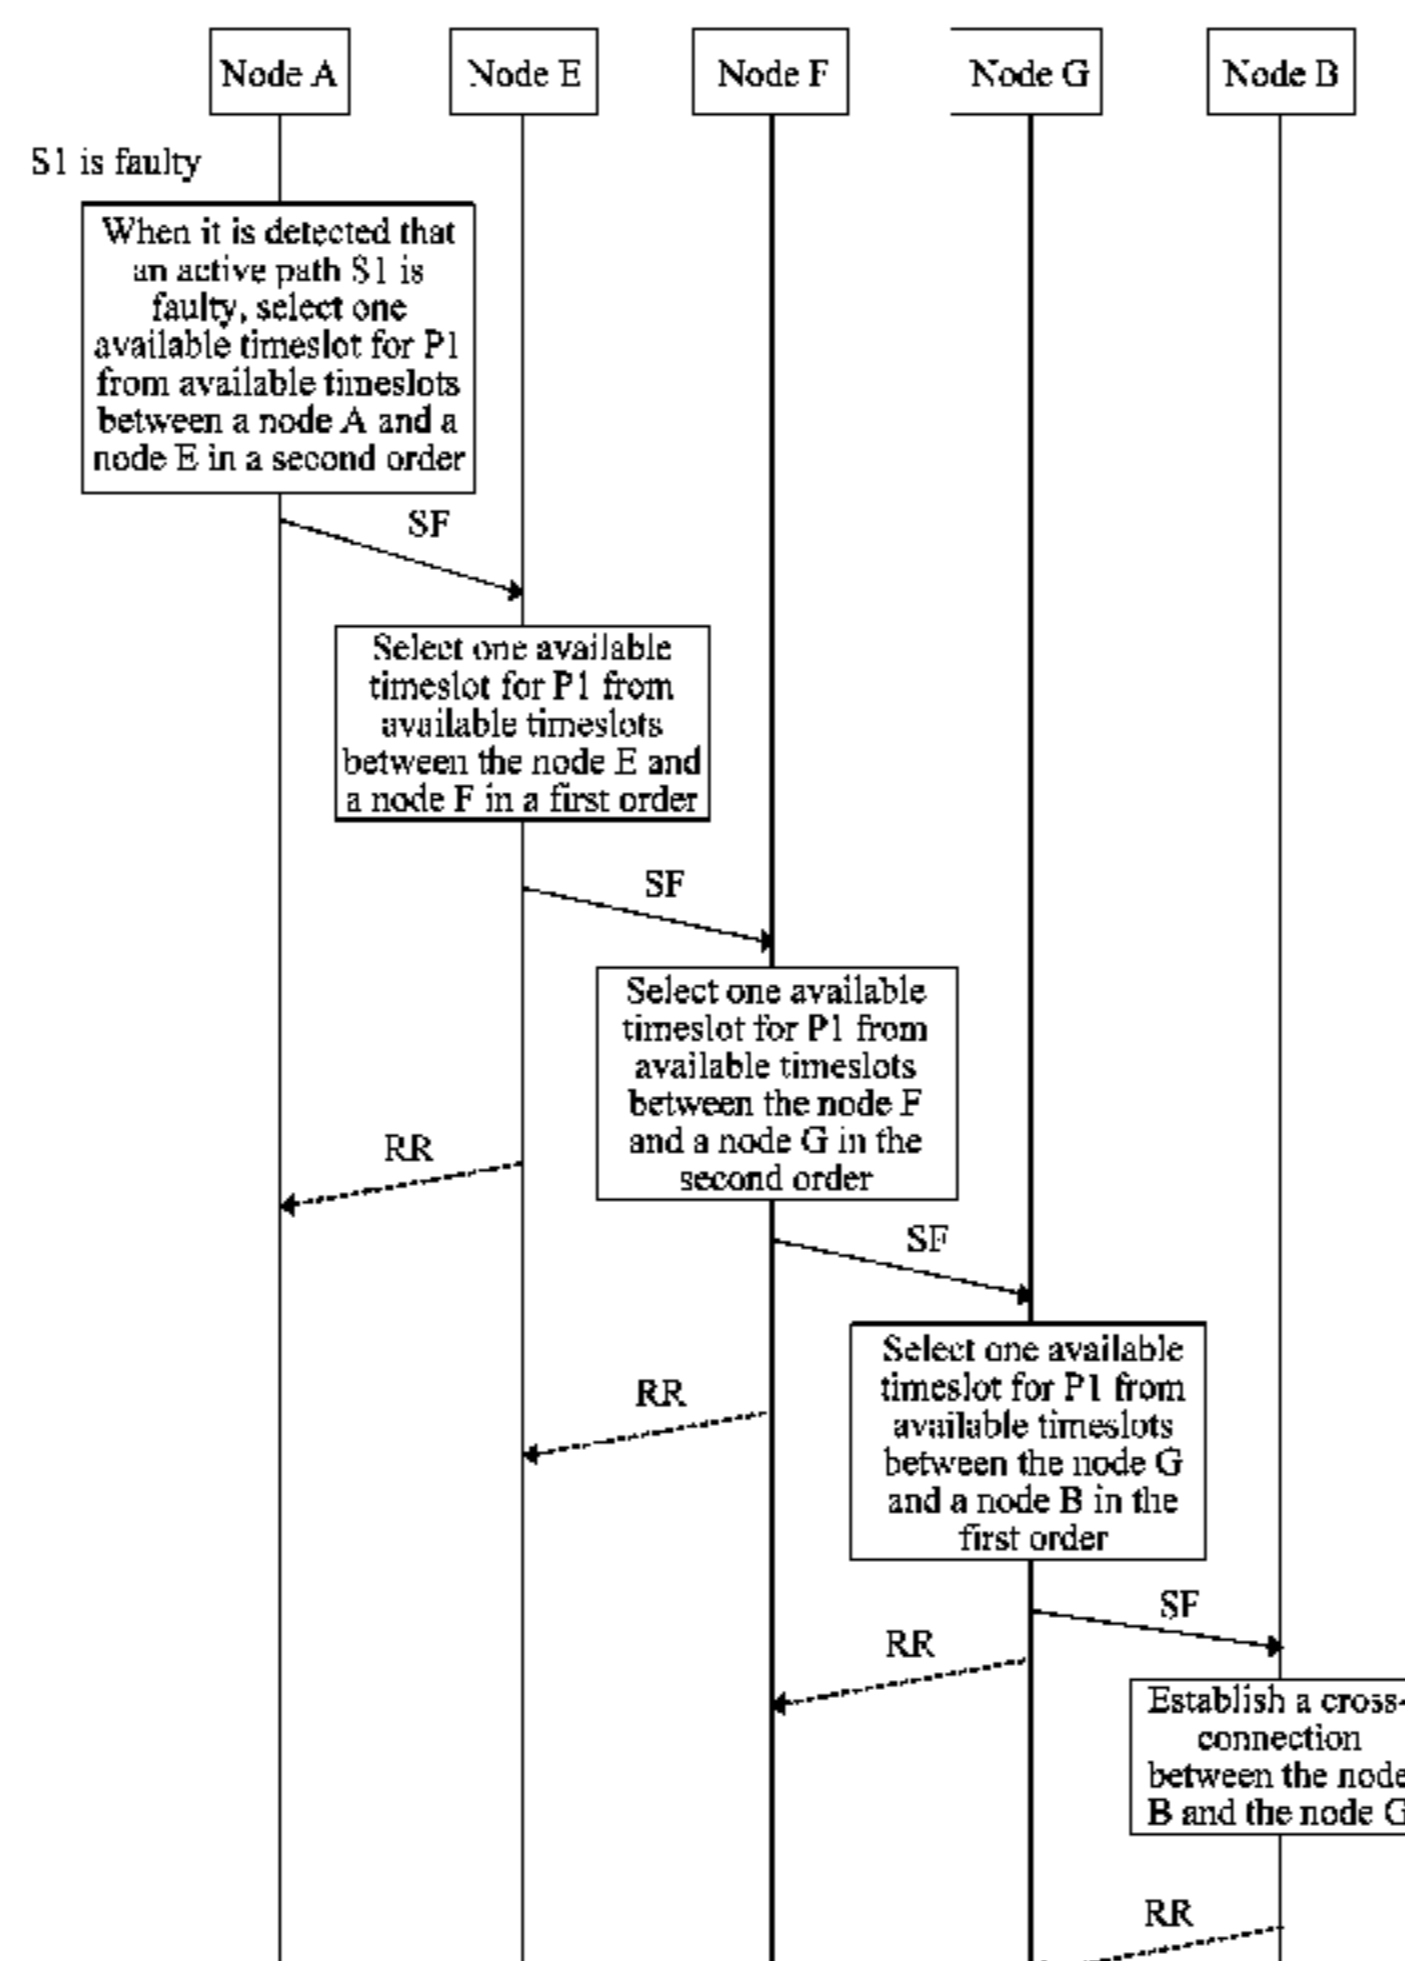 Node A
Node E
Node F
Node G
Node B
S1 is faulty
When it is detected that
an active path S1 is
faulty, select one
available timeslot for P1
from available timeslots
between a node A and a
node E in a second order
SF
Select one available
timeslot for P1 from
available timeslots
between the node E and
a node F in a first order
SF
Select one available
timeslot for P1 from
available timeslots
between the node F
and a node G in the
second order
RR
SF
Select one available
timeslot for P1 from
available timeslots
between the node G
and a node B in the
first order
RR
SF
RR
Establish a cross-
connection
between the node
B and the node G
RR